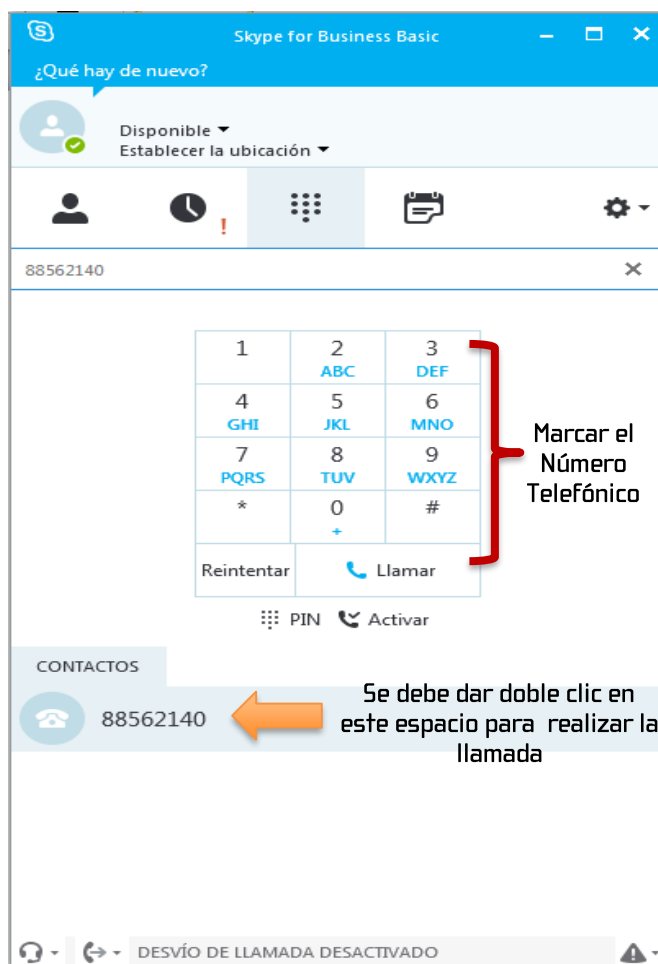 Skype for Business Basic
¿Qué hay de nuevo?
Disponible
Establecer la ubicación
!
88562140
1
2
ABC
3
DEF
4
GHI
5
JKL
6
MNO
7
PQRS
8
TUV
9
WXYZ
*
0
+
#
Reintentar
Llamar
PIN
Activar
Marcar el
Número
Telefónico
CONTACTOS
88562140
Se debe dar doble clic en
este espacio para realizar la
llamada
DESVÍO DE LLAMADA DESACTIVADO